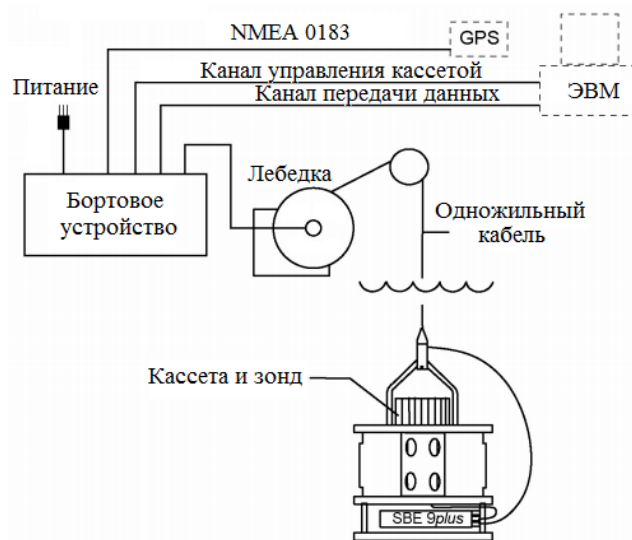 NMEA 0183
GPS
Канал управления кассетой
Питание
Канал передачи данных
ЭВМ
Лебедка
Бортовое
устройство
Одножильный
кабель
Кассета и зонд
SBE 9plus